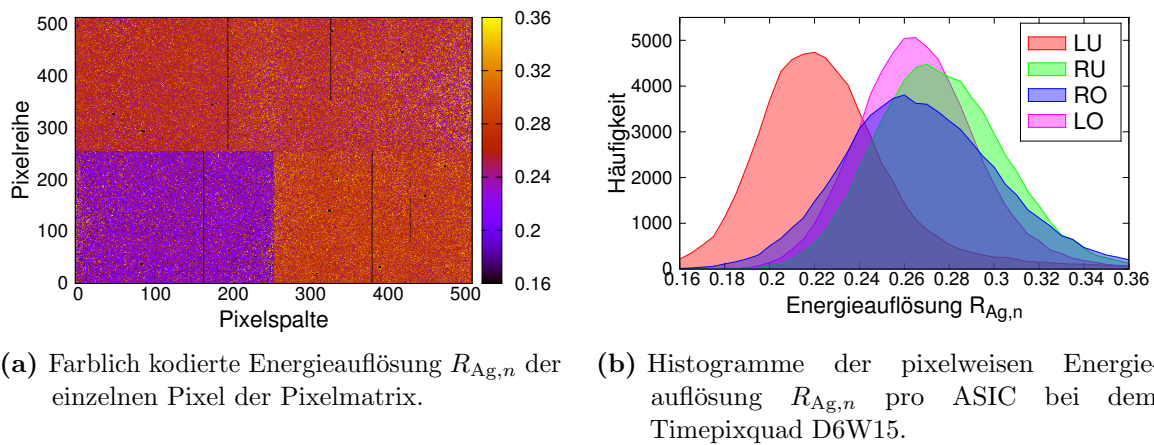 500
400
300
200
100
0
Pixelreihe
0 100 200 300 400 500
Pixelspalte
0.36
0.32
0.28
0.24
0.2
0.16
5000
4000
3000
2000
1000
0
Häufigkeit
LU
RU
RO
LO
0.16 0.18 0.2 0.22 0.24 0.26 0.28 0.3 0.32 0.34 0.36
Energieauflösung R_Ag,n
(a) Farblich kodierte Energieauflösung R_Ag,n der
einzelnen Pixel der Pixelmatrix.
(b) Histogramme der pixelweisen Energie-
auflösung R_Ag,n pro ASIC bei dem
Timepixquad D6W15.